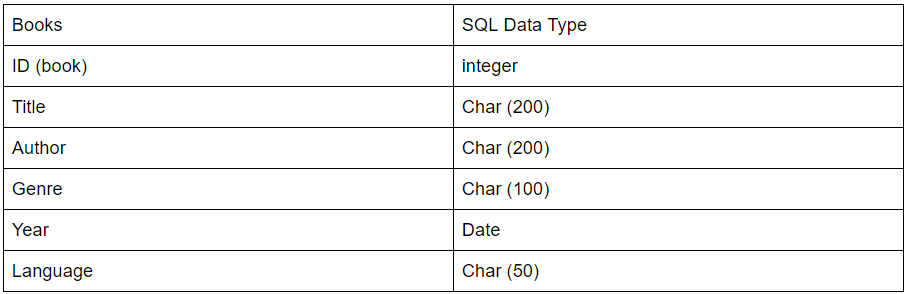 Books SQL Data Type
ID (book) integer
Title Char (200)
Author Char (200)
Genre Char (100)
Year Date
Language Char (50)